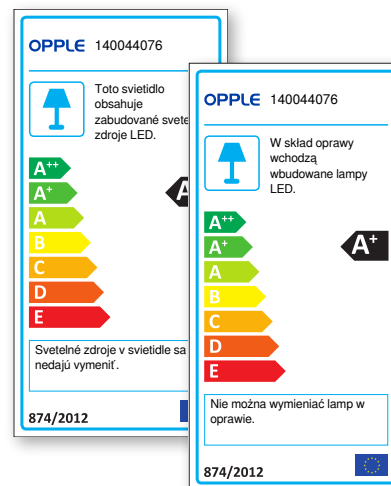 OPPLE 140044076
Toto svietidlo
obsahuje
zabudované
zdroje LED.
A++
A+
A
B
C
D
E
Svetelné zdroje v svietidle sa
nedajú vymeniť.
874/2012
OPPLE 140044076
W skład oprawy
wchodzą
wbudowane lampy
LED.
A++
A+
A
B
C
D
E
A+
Nie można wymieniać lamp w
oprawie.
874/2012